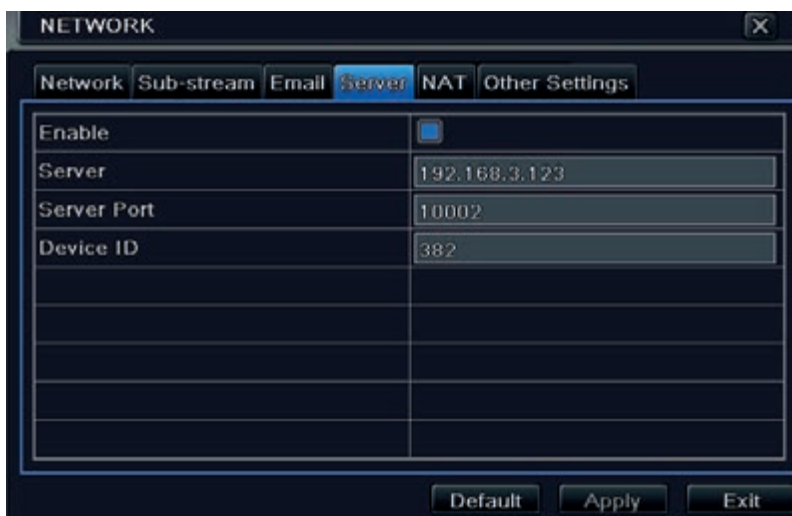 NETWORK
Network Sub-stream Email Server NAT Other Settings
Enable
Server 192.168.3.123
Server Port 10002
Device ID 382
Default Apply Exit